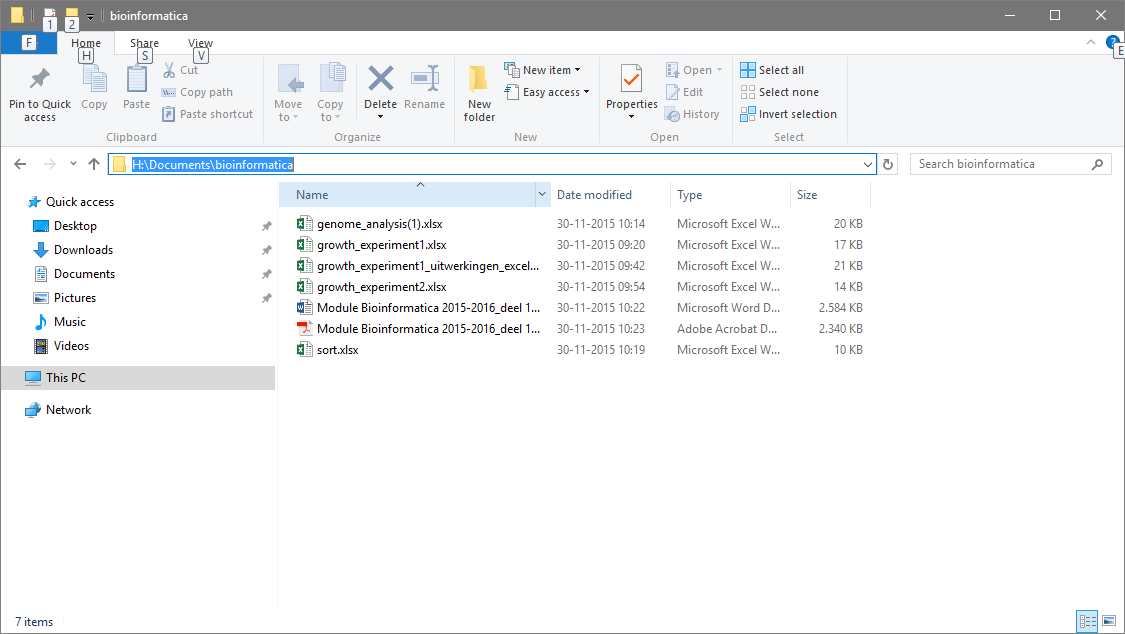 1 2 bioinformatica
F Home Share View
H S V E
Pin to Quick access
Copy
Paste
Cut
Copy path
Paste shortcut
Clipboard
Move to
Copy to
Delete
Rename
Organize
New folder
New item
Easy access
New
Properties
Open
Edit
History
Open
Select all
Select none
Invert selection
Select
H:\Documents\bioinformatica
Search bioinformatica
Quick access
Desktop
Downloads
Documents
Pictures
Music
Videos
This PC
Network
Name Date modified Type Size
genome_analysis(1).xlsx 30-11-2015 10:14 Microsoft Excel W... 20 KB
growth_experiment1.xlsx 30-11-2015 09:20 Microsoft Excel W... 17 KB
growth_experiment1_uitwerkingen_excel... 30-11-2015 09:42 Microsoft Excel W... 21 KB
growth_experiment2.xlsx 30-11-2015 09:54 Microsoft Excel W... 14 KB
Module Bioinformatica 2015-2016_deel 1... 30-11-2015 10:22 Microsoft Word D... 2.584 KB
Module Bioinformatica 2015-2016_deel 1... 30-11-2015 10:23 Adobe Acrobat D... 2.340 KB
sort.xlsx 30-11-2015 10:19 Microsoft Excel W... 10 KB
7 items